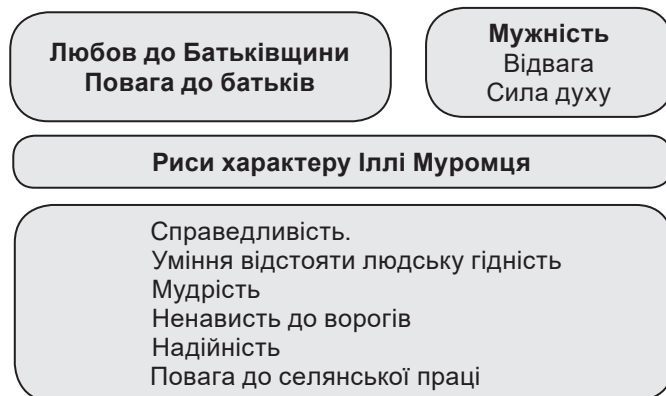 Любов до Батьківщини
Повага до батьків
Мужність
Відвага
Сила духу
Риси характеру Іллі Муромця
Справедливість.
Уміння відстояти людську гідність
Мудрість
Ненависть до ворогів
Надійність
Повага до селянської праці